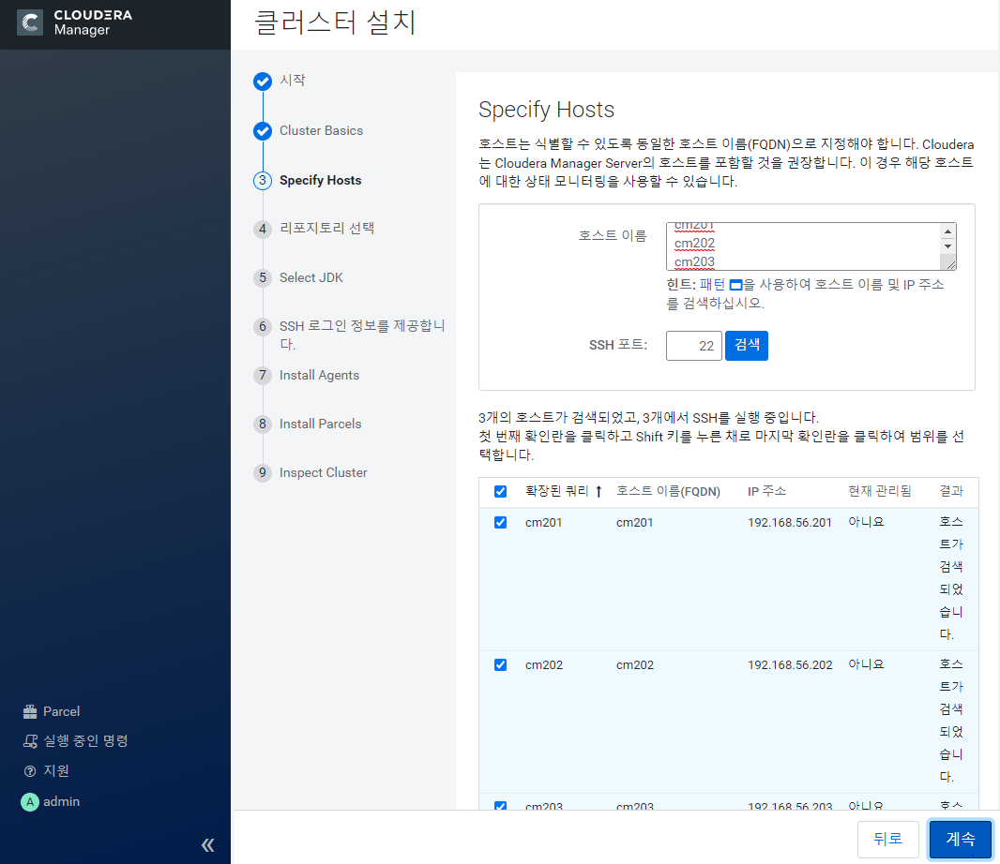 CLOUDERA
Manager
클러스터 설치
시작
Cluster Basics
3 Specify Hosts
4 리포지토리 선택
5 Select JDK
6 SSH 로그인 정보를 제공합니
다.
7 Install Agents
8 Install Parcels
9 Inspect Cluster
Parcel
실행 중인 명령
지원
A admin
Specify Hosts
호스트는 식별할 수 있도록 동일한 호스트 이름(FQDN)으로 지정해야 합니다. Cloudera
는 Cloudera Manager Server의 호스트를 포함할 것을 권장합니다. 이 경우 해당 호스트
에 대한 상태 모니터링을 사용할 수 있습니다.
호스트 이름
cm201
cm202
cm203
힌트: 패턴 을 사용하여 호스트 이름 및 IP 주소
를 검색하십시오.
SSH 포트: 22 검색
3개의 호스트가 검색되었고, 3개에서 SSH를 실행 중입니다.
첫 번째 확인란을 클릭하고 Shift 키를 누른 채로 마지막 확인란을 클릭하여 범위를 선
택합니다.
확장된 쿼리 ↑ 호스트 이름(FQDN) IP 주소 현재 관리됨 결과
cm201 cm201 192.168.56.201 아니요 호스
트가
검색
되었
습니
다.
cm202 cm202 192.168.56.202 아니요 호스
트가
검색
되었
습니
다.
cm203 cm203 192.168.56.203 아니요 호스
뒤로 계속